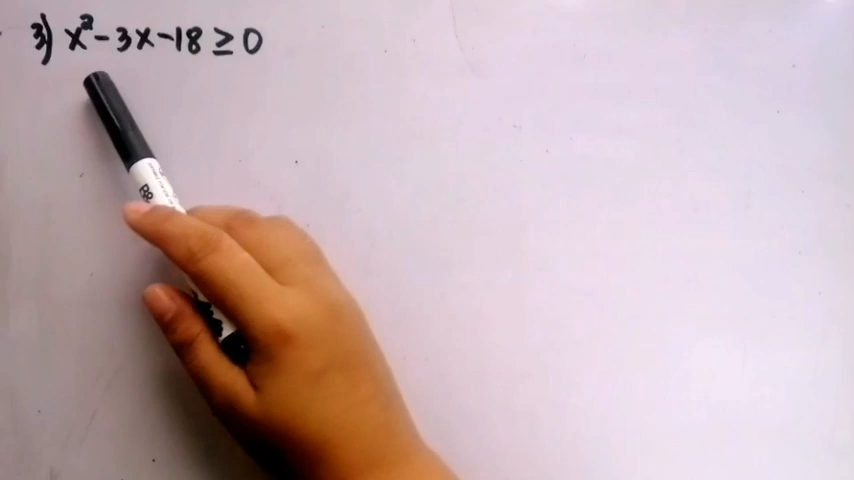 3) x² - 3x - 18 ≥ 0